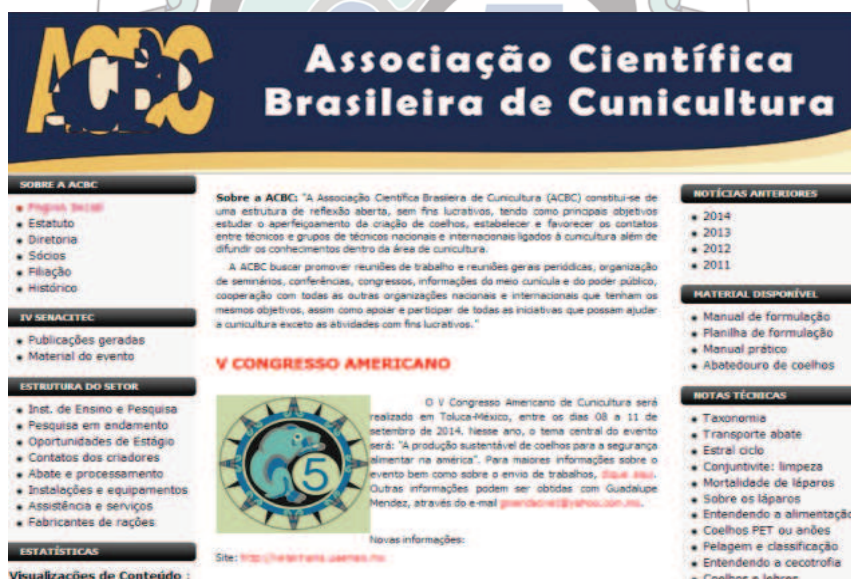 ACBC
Associação Científica
Brasileira de Cunicultura
SOBRE A ACBC
Estatuto
Diretoria
Sócios
Filiação
Histórico
IV SENACITEC
Publicações geradas
Material do evento
ESTRUTURA DO SETOR
Inst. de Ensino e Pesquisa
Pesquisa em andamento
Oportunidades de Estágio
Contatos dos criadores
Abate e processamento
Instalações e equipamentos
Assistência e serviços
Fabricantes de rações
ESTATÍSTICAS
Visualizações de Conteúdo :
Sobre a ACBC: "A Associação Científica Brasileira de Cunicultura (ACBC) constitui-se de
uma estrutura de reflexão aberta, sem fins lucrativos, tendo como principais objetivos
estudar o aperfeiçoamento da criação de coelhos, estabelecer e favorecer os contatos
entre técnicos e grupos de técnicos nacionais e internacionais ligados à cunicultura além de
difundir os conhecimentos dentro da área de cunicultura.
A ACBC buscar promover reuniões de trabalho e reuniões gerais periódicas, organização
de seminários, conferências, congressos, informações do meio cunícula e do poder público,
cooperação com todas as outras organizações nacionais e internacionais que tenham os
mesmos objetivos, assim como apoiar e participar de todas as iniciativas que possam ajudar
a cunicultura exceto as atividades com fins lucrativos."
V CONGRESSO AMERICANO
5
O V Congresso Americano de Cunicultura será
realizado em Toluca-México, entre os dias 08 a 11 de
setembro de 2014. Nesse ano, o tema central do evento
será: "A produção sustentável de coelhos para a segurança
alimentar na américa". Para maiores informações sobre o
evento bem como sobre o envio de trabalhos,
Outras informações podem ser obtidas com Guadalupe
Mendez, através do e-mail
Novas informações:
Site:
NOTÍCIAS ANTERIORES
2014
2013
2012
2011
MATERIAL DISPONÍVEL
Manual de formulação
Planilha de formulação
Manual prático
Abatedouro de coelhos
NOTAS TÉCNICAS
Taxonomia
Transporte abate
Estral ciclo
Conjuntivite: limpeza
Mortalidade de láparos
Sobre os láparos
Entendendo a alimentação
Coelhos PET ou anões
Pelagem e classificação
Entendendo a cecotrofia
Coelhos e lebres